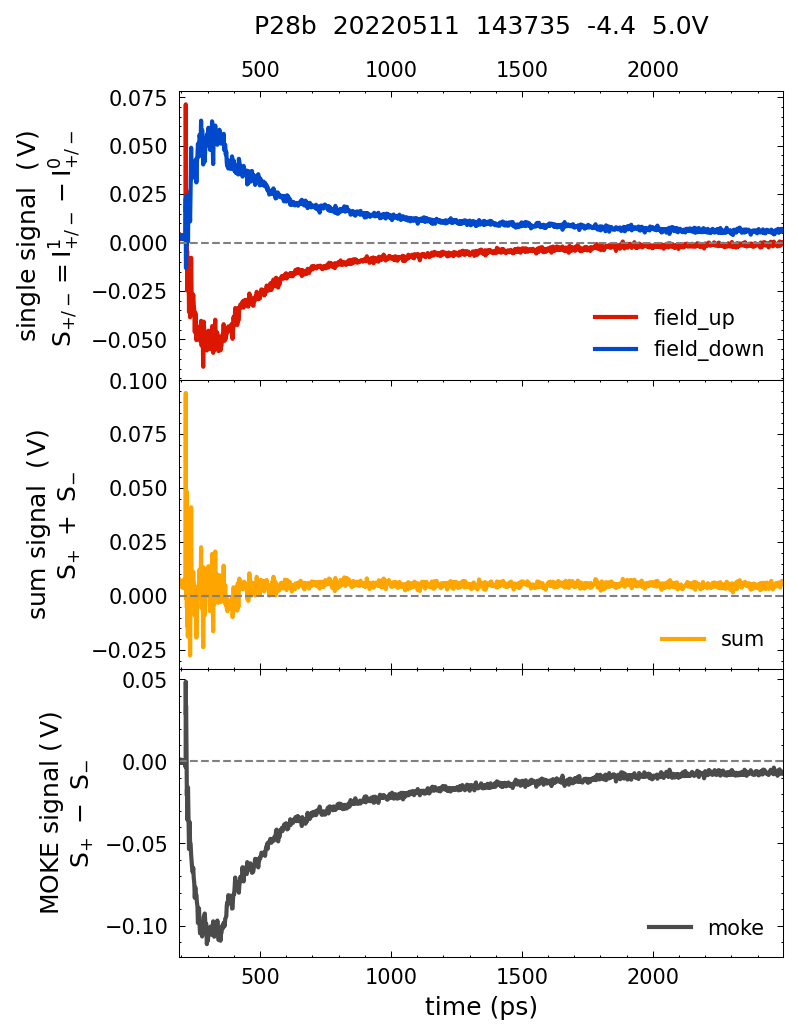 P28b  20220511  143735  -4.4  5.0V
500 1000 1500 2000
0.075
0.050
0.025
0.000
−0.025
−0.050
single signal  ( V)
S+/− = I¹+/− − I⁰+/−
field_up
field_down
0.100
0.075
0.050
0.025
0.000
−0.025
sum signal  ( V)
S+ + S−
sum
0.05
0.00
−0.05
−0.10
MOKE signal ( V)
S+ − S−
moke
500 1000 1500 2000
time (ps)